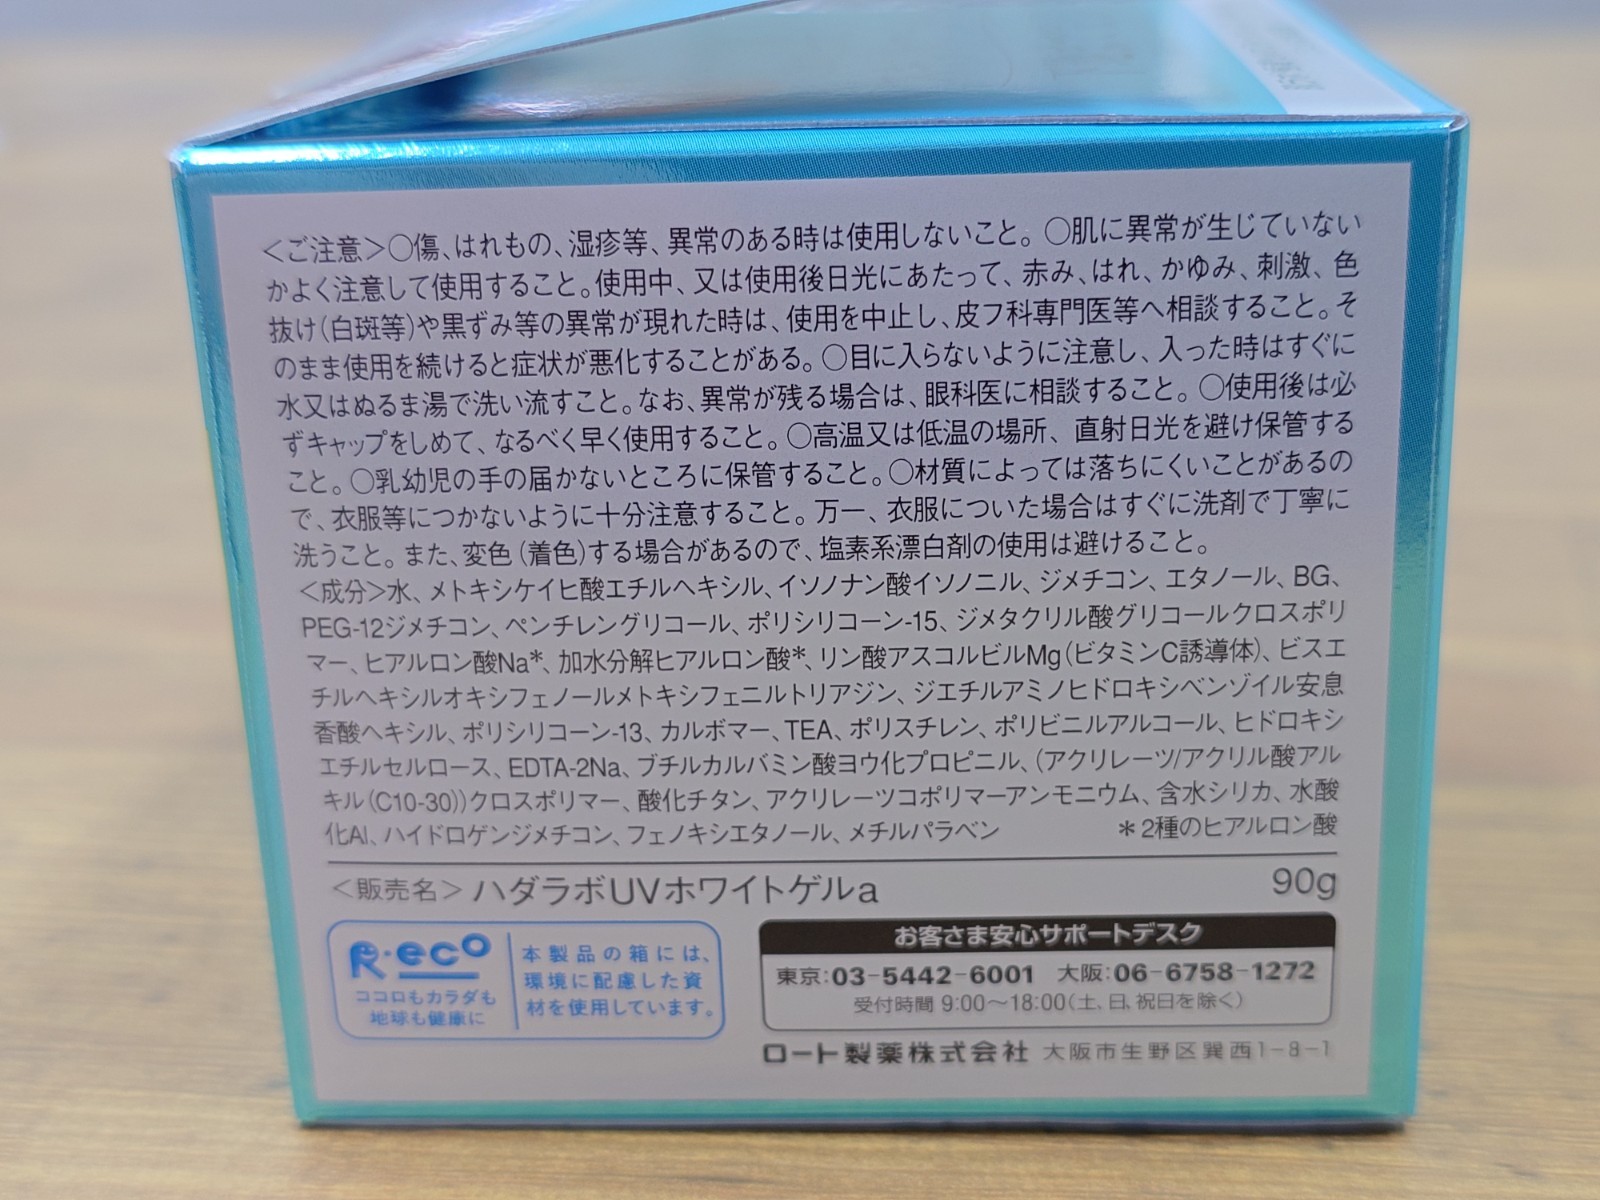 <ご注意>○傷、はれもの、湿疹等、異常のある時は使用しないこと。○肌に異常が生じていない
かよく注意して使用すること。使用中、又は使用後日光にあたって、赤み、はれ、かゆみ、刺激、色
抜け(白斑等)や黒ずみ等の異常が現れた時は、使用を中止し、皮フ科専門医等へ相談すること。そ
のまま使用を続けると症状が悪化することがある。○目に入らないように注意し、入った時はすぐに
水又はぬるま湯で洗い流すこと。なお、異常が残る場合は、眼科医に相談すること。○使用後は必
ずキャップをしめて、なるべく早く使用すること。○高温又は低温の場所、直射日光を避け保管する
こと。○乳幼児の手の届かないところに保管すること。○材質によっては落ちにくいことがあるの
で、衣服等につかないように十分注意すること。万一、衣服についた場合はすぐに洗剤で丁寧に
洗うこと。また、変色(着色)する場合があるので、塩素系漂白剤の使用は避けること。
<成分>水、メトキシケイヒ酸エチルヘキシル、イソノナン酸イソノニル、ジメチコン、エタノール、BG、
PEG-12ジメチコン、ペンチレングリコール、ポリシリコーン-15、ジメタクリル酸グリコールクロスポリ
マー、ヒアルロン酸Na*、加水分解ヒアルロン酸*、リン酸アスコルビルMg(ビタミンC誘導体)、ビスエ
チルヘキシルオキシフェノールメトキシフェニルトリアジン、ジエチルアミノヒドロキシベンゾイル安息
香酸ヘキシル、ポリシリコーン-13、カルボマー、TEA、ポリスチレン、ポリビニルアルコール、ヒドロキシ
エチルセルロース、EDTA-2Na、ブチルカルバミン酸ヨウ化プロピニル、(アクリレーツ/アクリル酸アル
キル(C10-30))クロスポリマー、酸化チタン、アクリレーツコポリマーアンモニウム、含水シリカ、水酸
化Al、ハイドロゲンジメチコン、フェノキシエタノール、メチルパラベン ＊2種のヒアルロン酸
<販売名>ハダラボUVホワイトゲルa 90g
R・eco
ココロもカラダも
地球も健康に
本製品の箱には、
環境に配慮した資
材を使用しています。
お客さま安心サポートデスク
東京:03-5442-6001 大阪:06-6758-1272
受付時間 9:00～18:00(土、日、祝日を除く)
ロート製薬株式会社 大阪市生野区巽西1-8-1